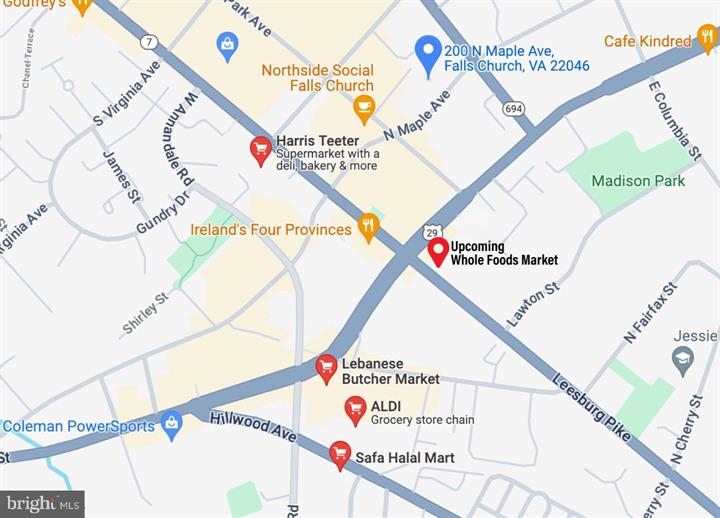 Godfrey's
Park Ave
7
Chanel Terrace
S Virginia Ave
W Annandale Rd
200 N Maple Ave,
Falls Church, VA 22046
Cafe Kindred
Northside Social
Falls Church
694
N Maple Ave
E Columbia St
Harris Teeter
Supermarket with a
deli, bakery & more
James St
Gundry Dr
Madison Park
Virginia Ave
Ireland's Four Provinces
29
Upcoming
Whole Foods Market
Shirley St
Lawton St
N Fairfax St
Jessie
Lebanese
Butcher Market
Leesburg Pike
ALDI
Grocery store chain
Coleman PowerSports
Hillwood Ave
St
Safa Halal Mart
N Cherry St
bright MLS